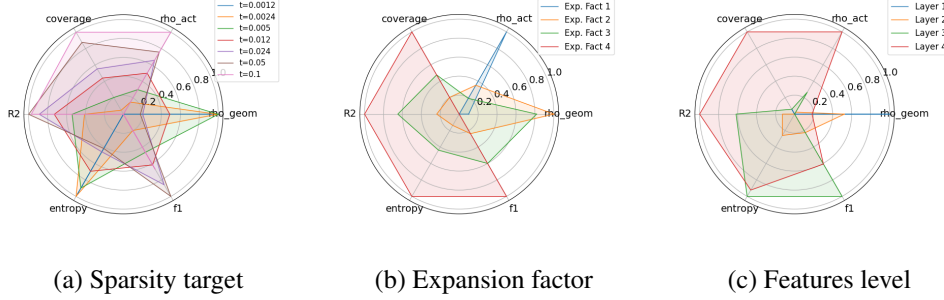 coverage
rho_act
R2
rho_geom
entropy
f1
0.2
0.4
0.6
0.8
t=0.0012
t=0.0024
t=0.005
t=0.012
t=0.024
t=0.05
t=0.1
(a) Sparsity target
coverage
rho_act
R2
rho_geom
entropy
f1
0.2
0.4
0.6
0.8
1.0
Exp. Fact 1
Exp. Fact 2
Exp. Fact 3
Exp. Fact 4
(b) Expansion factor
coverage
rho_act
R2
rho_geom
entropy
f1
0.2
0.4
0.6
0.8
1.0
Layer 1
Layer 2
Layer 3
Layer 4
(c) Features level